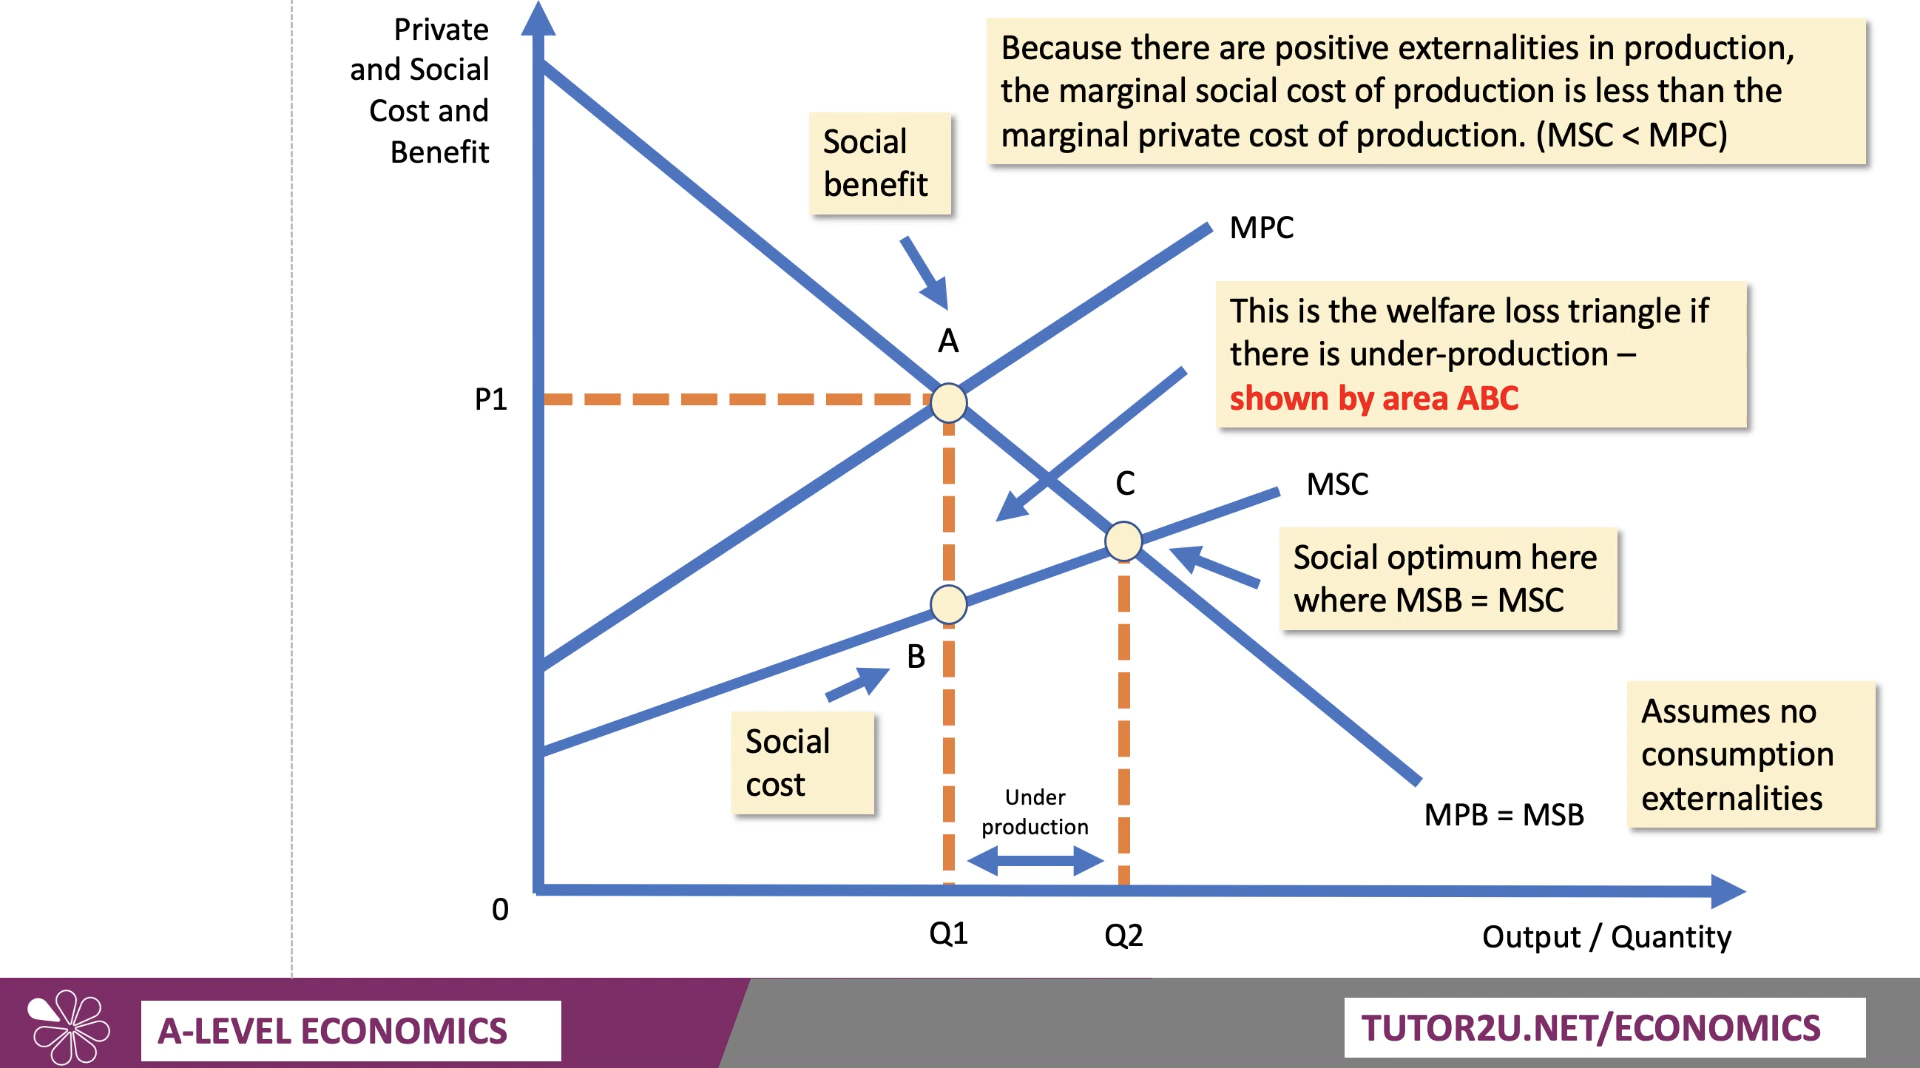 Private
and Social
Cost and
Benefit
Because there are positive externalities in production,
the marginal social cost of production is less than the
marginal private cost of production. (MSC < MPC)
Social
benefit
MPC
This is the welfare loss triangle if
there is under-production –
shown by area ABC
A
P1
C
MSC
Social optimum here
where MSB = MSC
B
Social
cost
Assumes no
consumption
externalities
Under
production
MPB = MSB
0
Q1
Q2
Output / Quantity
A-LEVEL ECONOMICS
TUTOR2U.NET/ECONOMICS